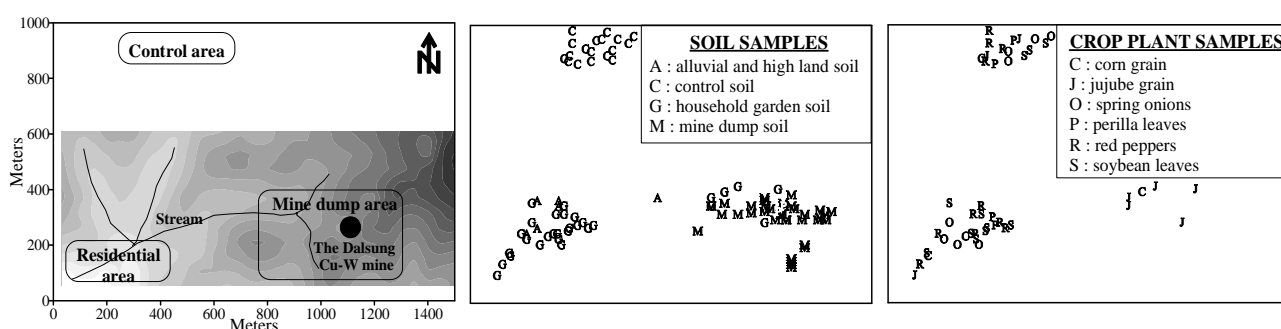 1000
800
600
400
200
0
Meters
0 200 400 600 800 1000 1200 1400
Meters
Control area
N
Stream
Mine dump area
The Dalsung
Cu-W mine
Residential
area
SOIL SAMPLES
A : alluvial and high land soil
C : control soil
G : household garden soil
M : mine dump soil
CROP PLANT SAMPLES
C : corn grain
J : jujube grain
O : spring onions
P : perilla leaves
R : red peppers
S : soybean leaves